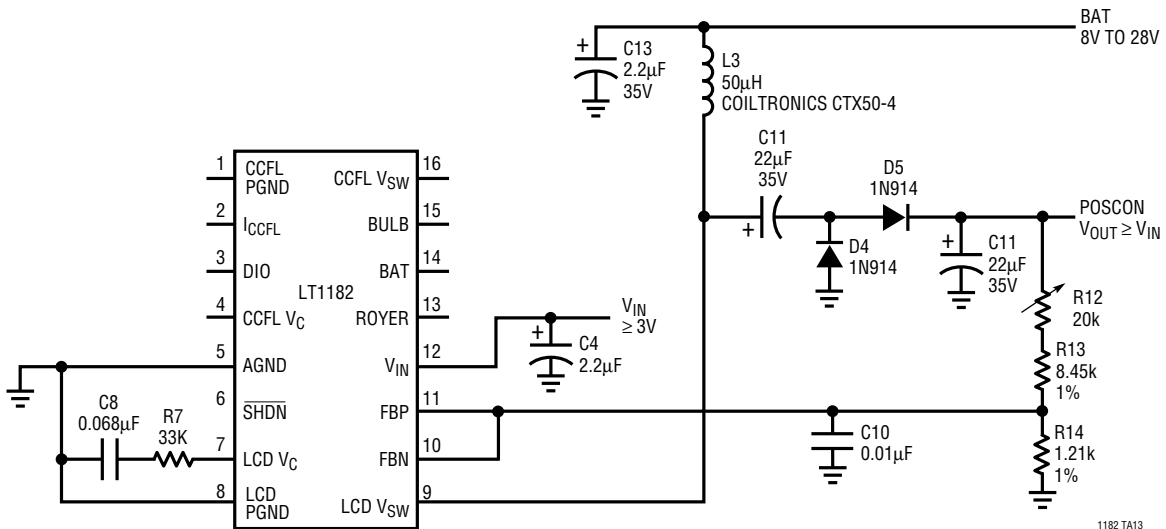 BAT
8V TO 28V
+
C13
2.2µF
35V
L3
50µH
COILTRONICS CTX50-4
C11
22µF
35V
+
D5
1N914
D4
1N914
POSCON
VOUT ≥ VIN
+
C11
22µF
35V
R12
20k
R13
8.45k
1%
R14
1.21k
1%
C10
0.01µF
VIN
≥ 3V
+
C4
2.2µF
LT1182
1
CCFL
PGND
2
ICCFL
3
DIO
4
CCFL VC
5
AGND
6
SHDN
7
LCD VC
8
LCD
PGND
16
CCFL VSW
15
BULB
14
BAT
13
ROYER
12
VIN
11
FBP
10
FBN
9
LCD VSW
C8
0.068µF
R7
33K
1182 TA13